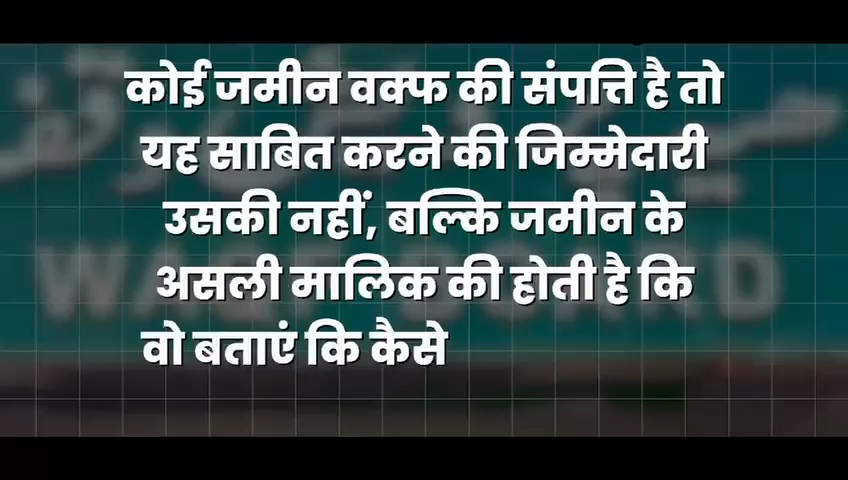 कोई जमीन वक्फ की संपत्ति है तो
यह साबित करने की जिम्मेदारी
उसकी नहीं, बल्कि जमीन के
असली मालिक की होती है कि
वो बताएं कि कैसे